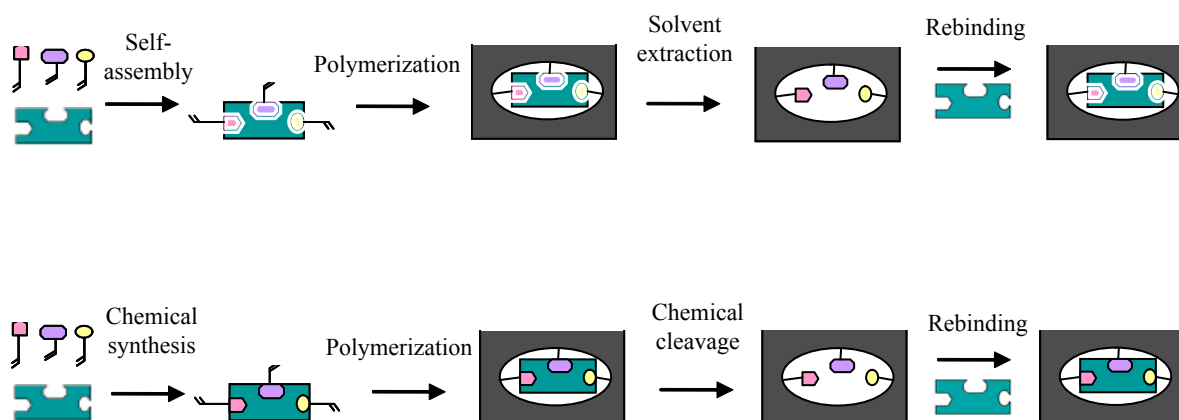 Self-
assembly
Polymerization
Solvent
extraction
Rebinding
Chemical
synthesis
Polymerization
Chemical
cleavage
Rebinding